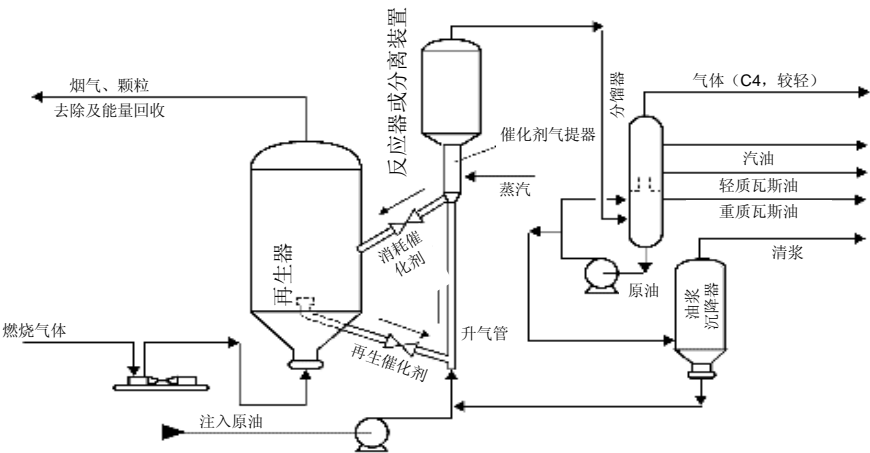 烟气、颗粒
去除及能量回收
反应器或分离装置
催化剂气提器
蒸汽
分馏器
气体（C4，较轻）
汽油
轻质瓦斯油
重质瓦斯油
清浆
原油
油浆
沉降器
消耗催
化剂
再生器
升气管
再生催化剂
燃烧气体
注入原油